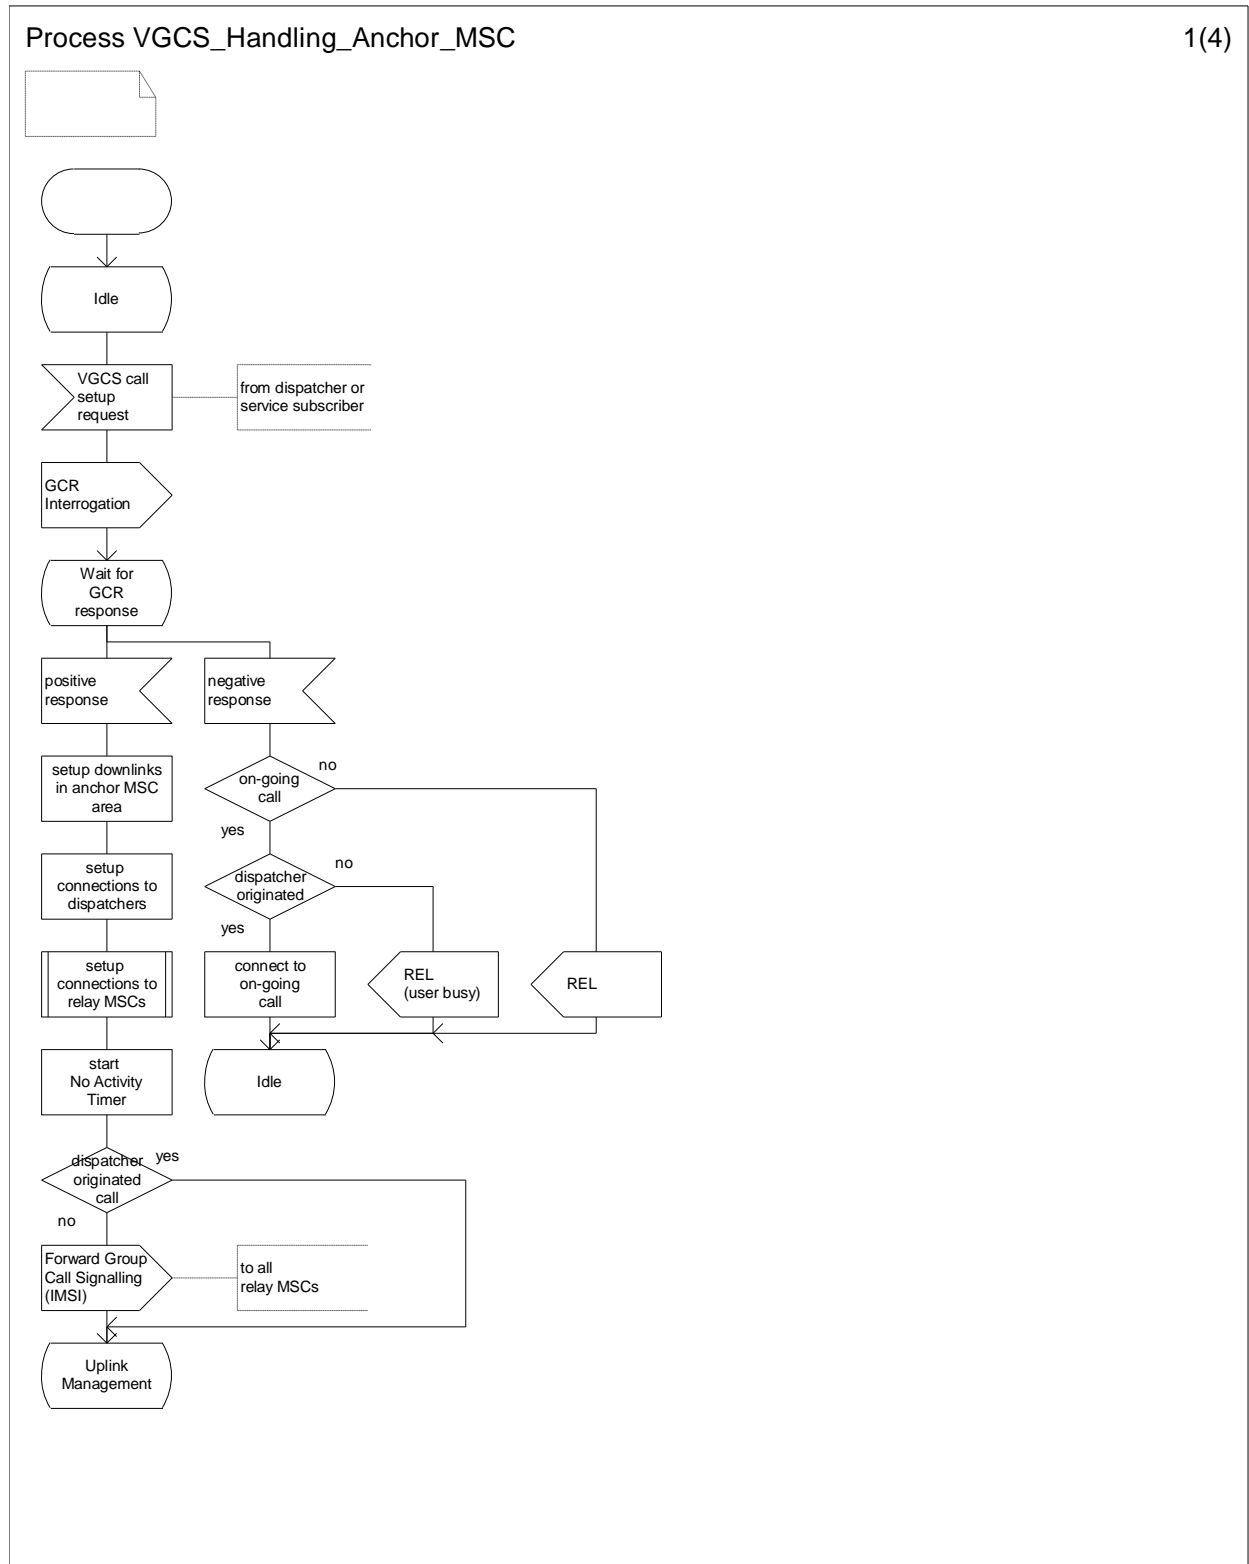 Process VGCS_Handling_Anchor_MSC
1(4)
Idle
VGCS call
setup
request
from dispatcher or
service subscriber
GCR
Interrogation
Wait for
GCR
response
positive
response
negative
response
setup downlinks
in anchor MSC
area
on-going
call
no
yes
setup
connections to
dispatchers
dispatcher
originated
no
yes
setup
connections to
relay MSCs
connect to
on-going
call
REL
(user busy)
REL
start
No Activity
Timer
Idle
dispatcher
originated
call
yes
no
Forward Group
Call Signalling
(IMSI)
to all
relay MSCs
Uplink
Management